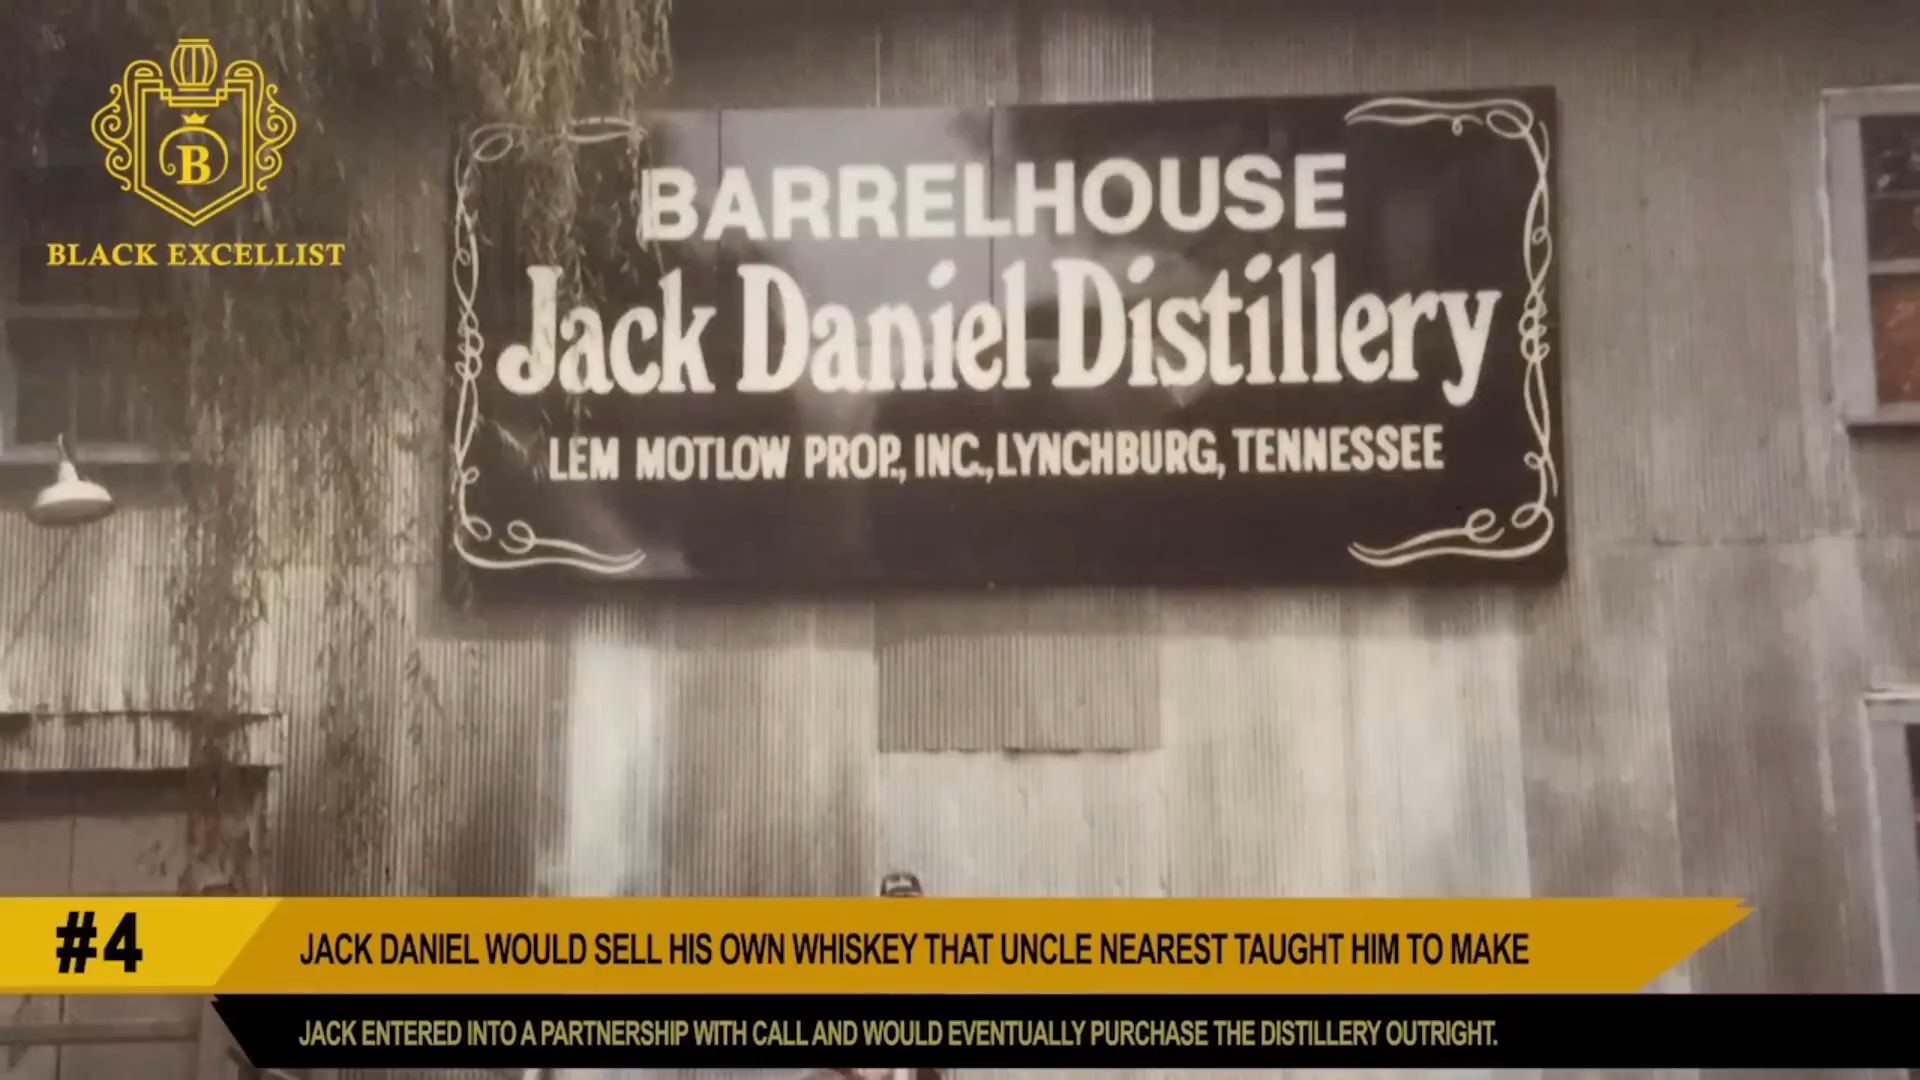 B
BLACK EXCELLIST
BARRELHOUSE
Jack Daniel Distillery
LEM MOTLOW PROP., INC., LYNCHBURG, TENNESSEE
#4
JACK DANIEL WOULD SELL HIS OWN WHISKEY THAT UNCLE NEAREST TAUGHT HIM TO MAKE
JACK ENTERED INTO A PARTNERSHIP WITH CALL AND WOULD EVENTUALLY PURCHASE THE DISTILLERY OUTRIGHT.